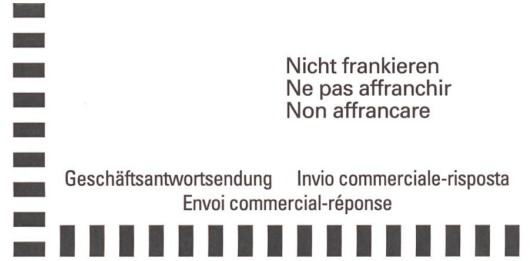 Nicht frankieren
Ne pas affranchir
Non affrancare
Geschäftsantwortsendung Invio commerciale-risposta
Envoi commercial-réponse